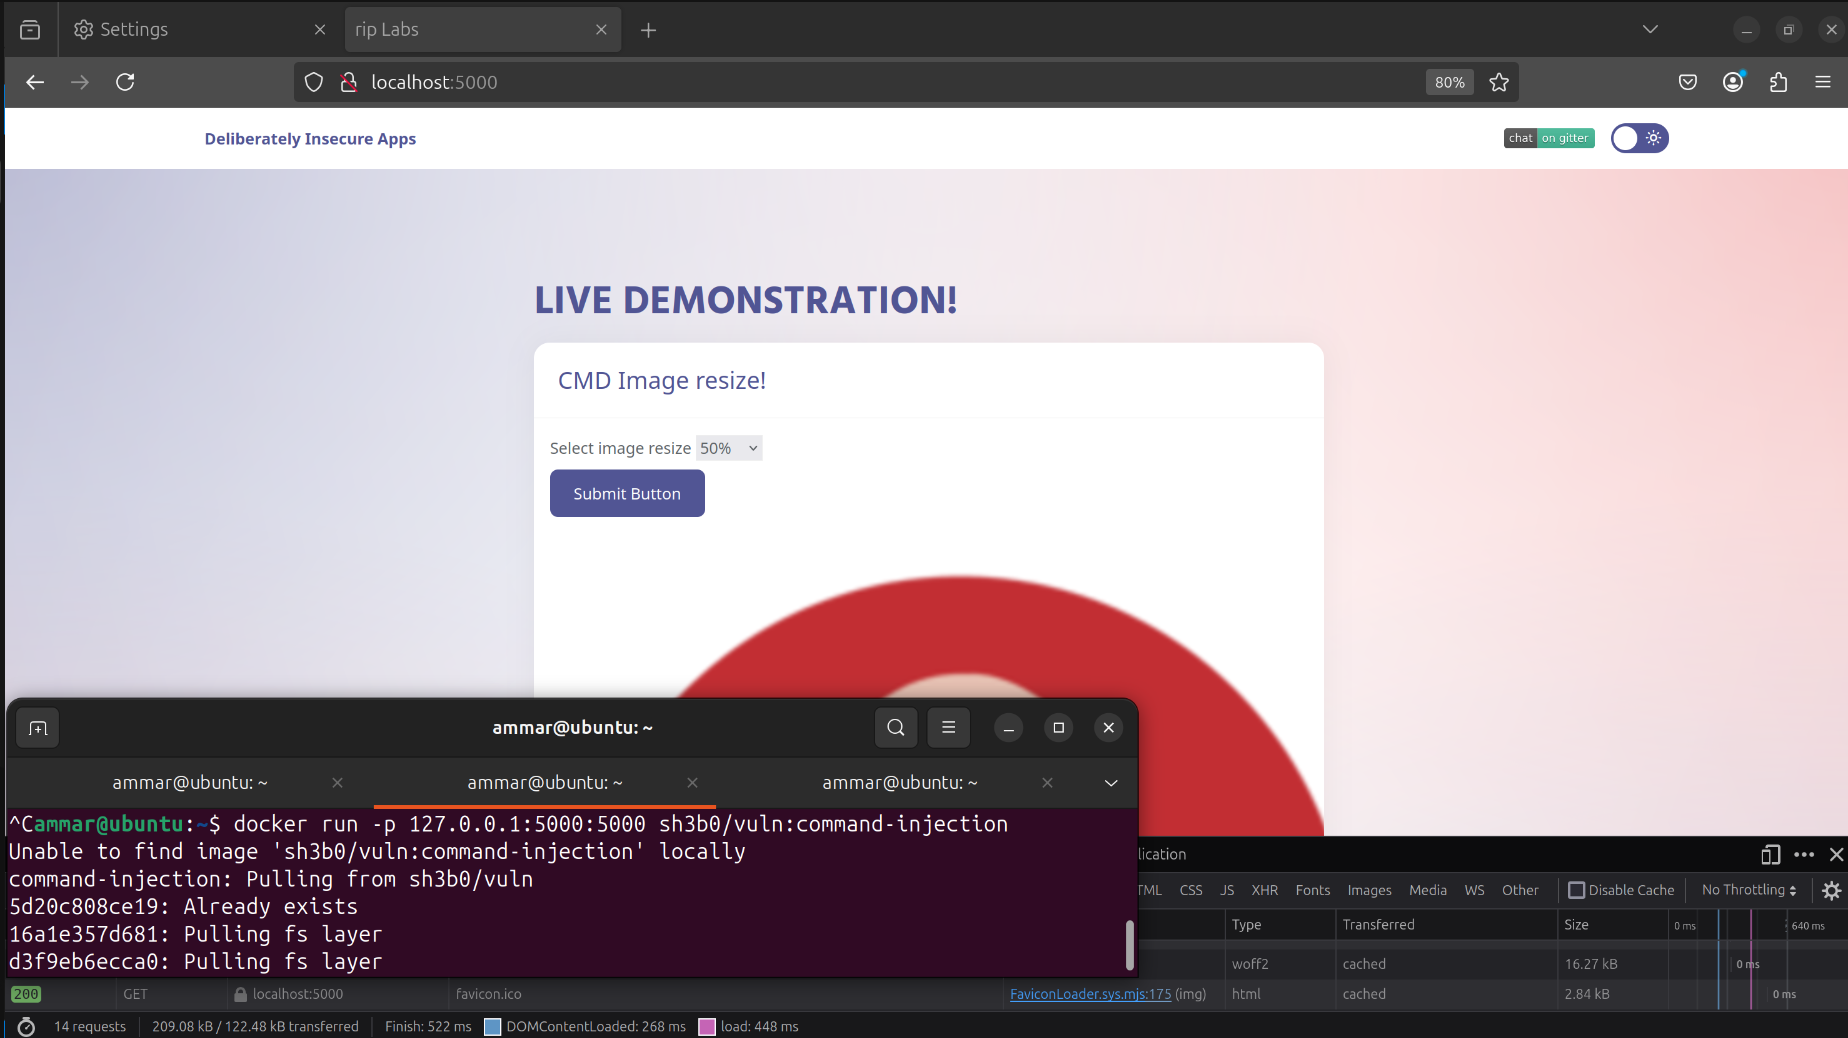 Settings
rip Labs
localhost:5000
80%
Deliberately Insecure Apps
chat on gitter
LIVE DEMONSTRATION!
CMD Image resize!
Select image resize 50%
Submit Button
ammar@ubuntu: ~
ammar@ubuntu: ~
ammar@ubuntu: ~
ammar@ubuntu: ~
^Cammar@ubuntu:~$ docker run -p 127.0.0.1:5000:5000 sh3b0/vuln:command-injection
Unable to find image 'sh3b0/vuln:command-injection' locally
command-injection: Pulling from sh3b0/vuln
5d20c808ce19: Already exists
16a1e357d681: Pulling fs layer
d3f9eb6ecca0: Pulling fs layer
lication
TML CSS JS XHR Fonts Images Media WS Other Disable Cache No Throttling
Type Transferred Size 0 ms 640 ms
woff2 cached 16.27 kB 0 ms
200 GET localhost:5000 favicon.ico FaviconLoader.sys.mjs:175 (img) html cached 2.84 kB 0 ms
14 requests 209.08 kB / 122.48 kB transferred Finish: 522 ms DOMContentLoaded: 268 ms load: 448 ms